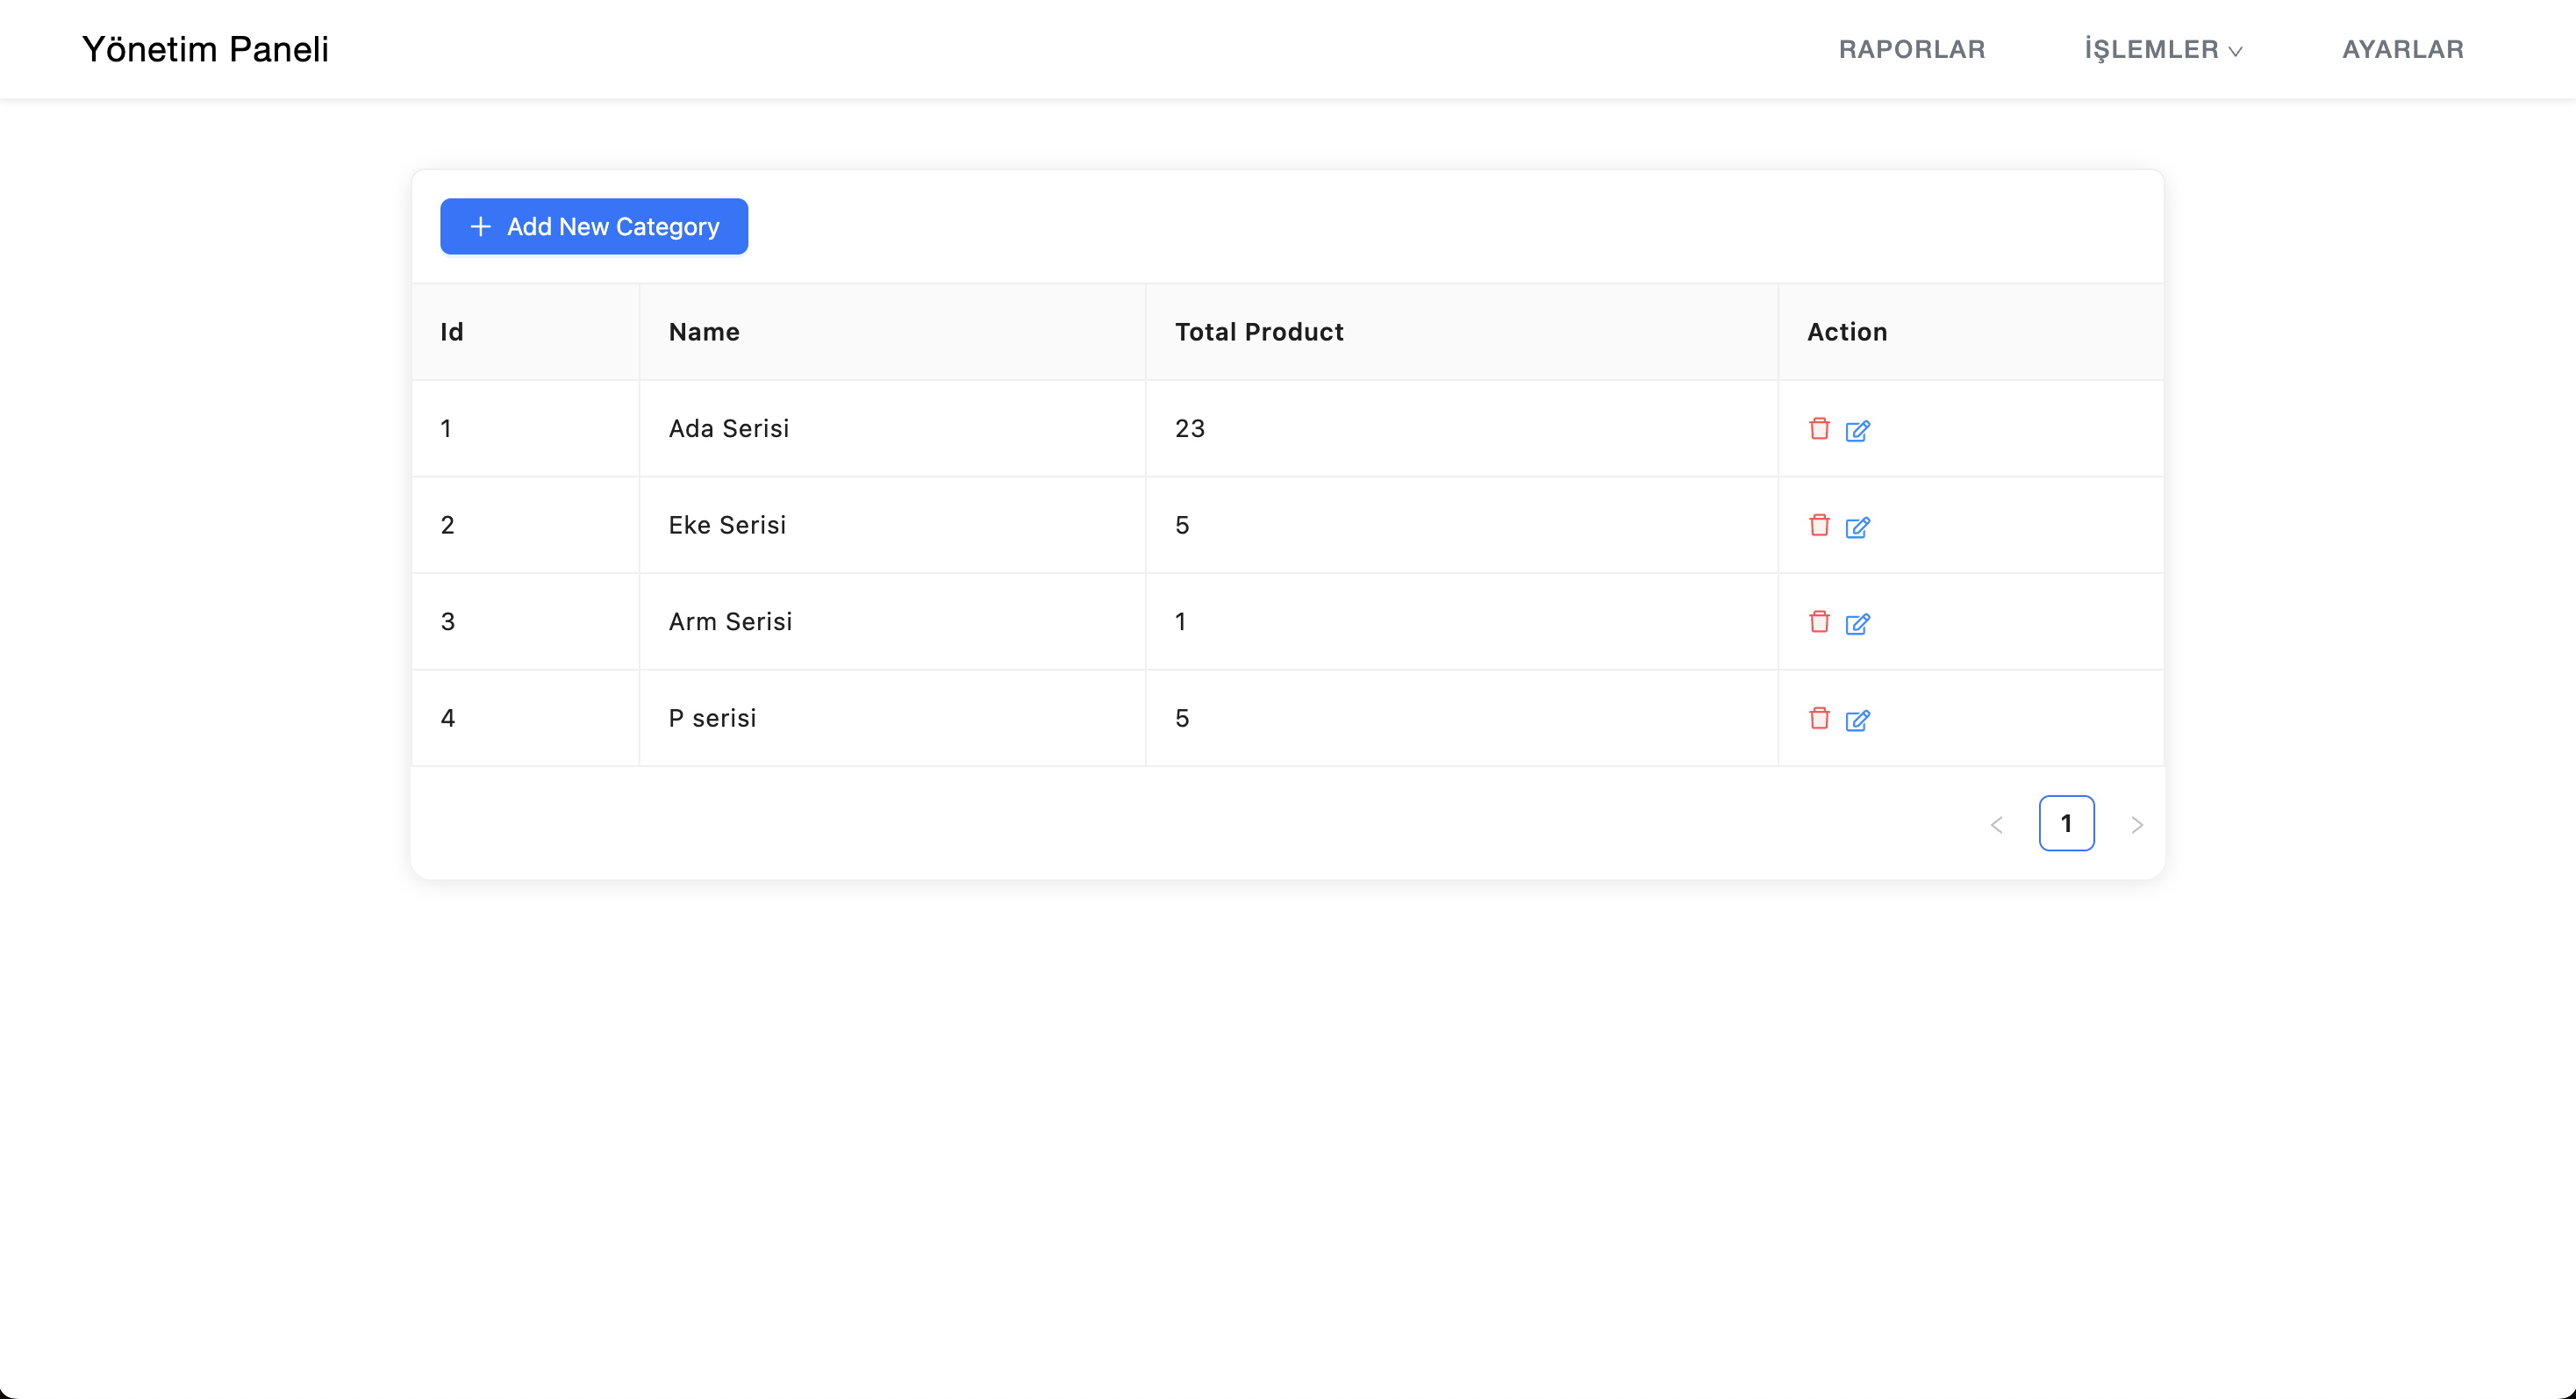 Yönetim Paneli RAPORLAR İŞLEMLER AYARLAR
Add New Category
Id Name Total Product Action
1 Ada Serisi 23
2 Eke Serisi 5
3 Arm Serisi 1
4 P serisi 5
1